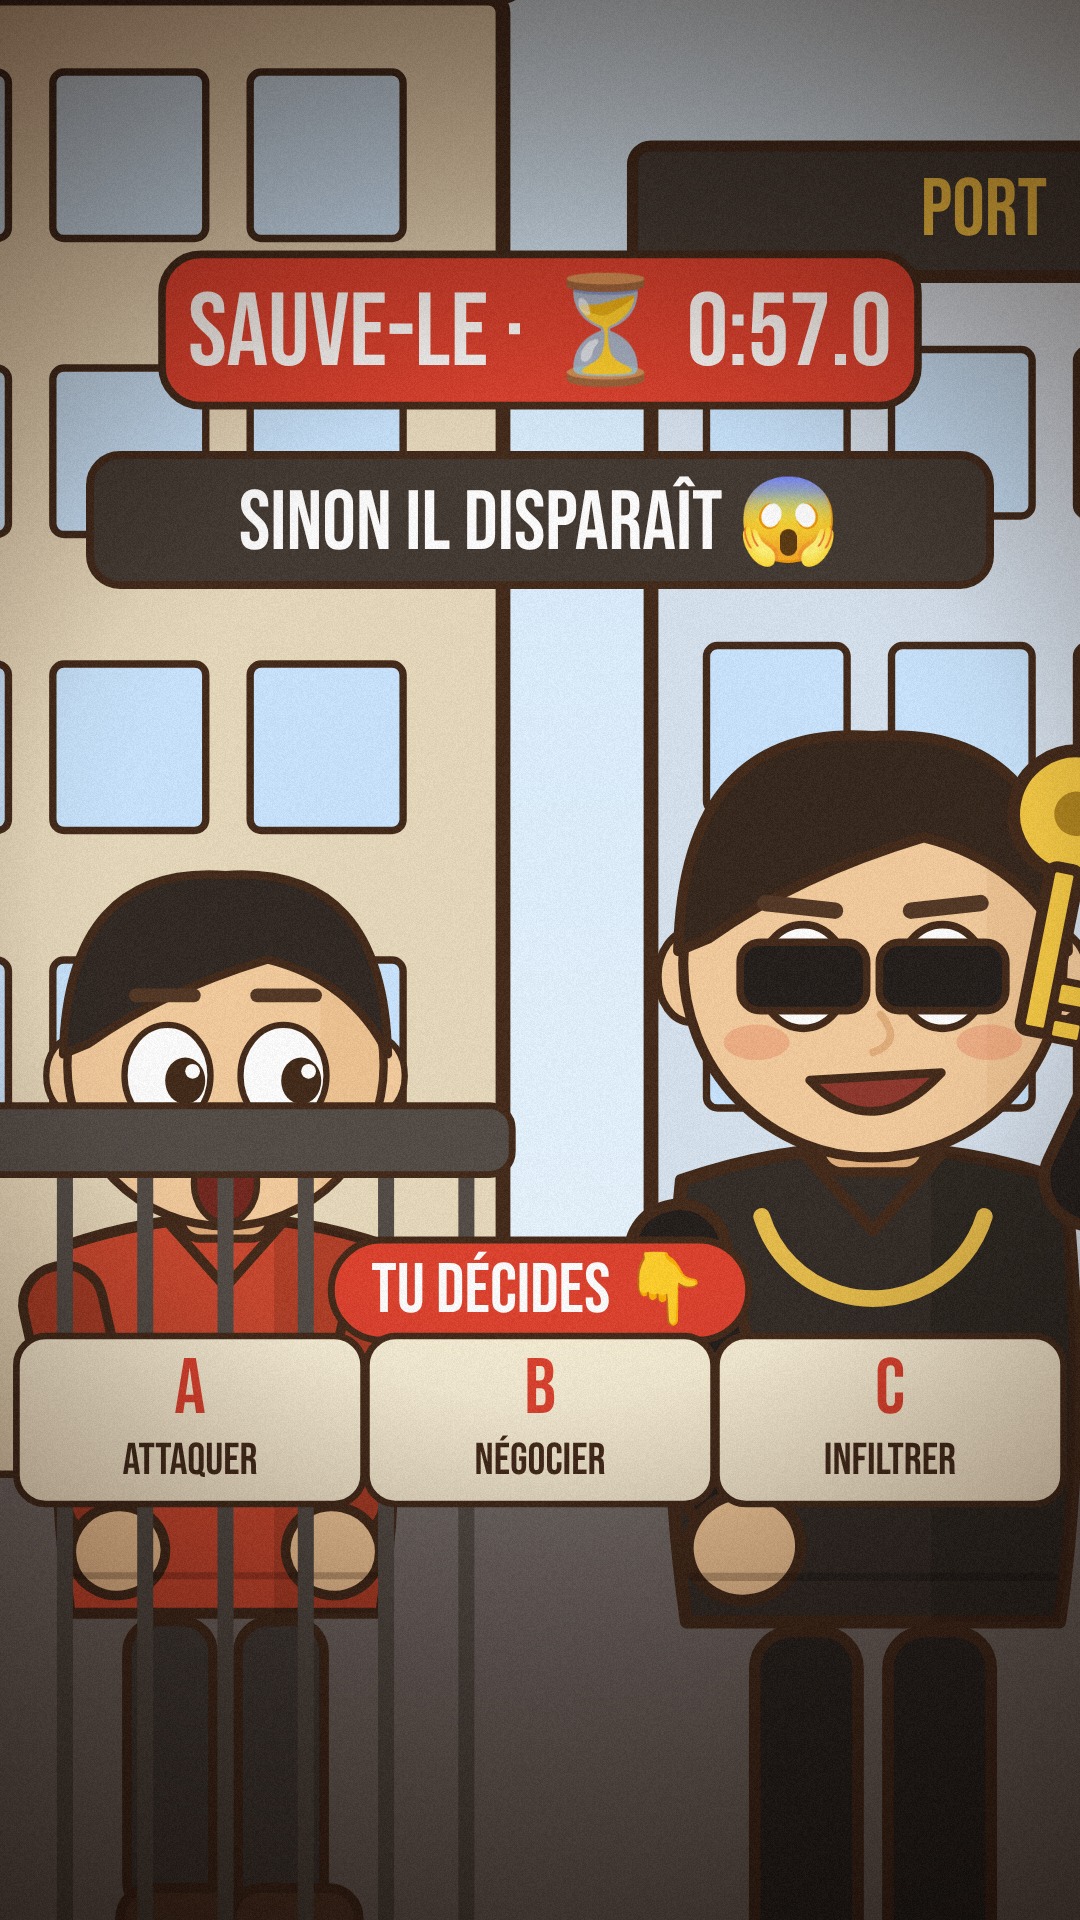 PORT
SAUVE-LE · ⏳ 0:57.0
SINON IL DISPARAÎT 😱
TU DÉCIDES 👇
A
ATTAQUER
B
NÉGOCIER
C
INFILTRER